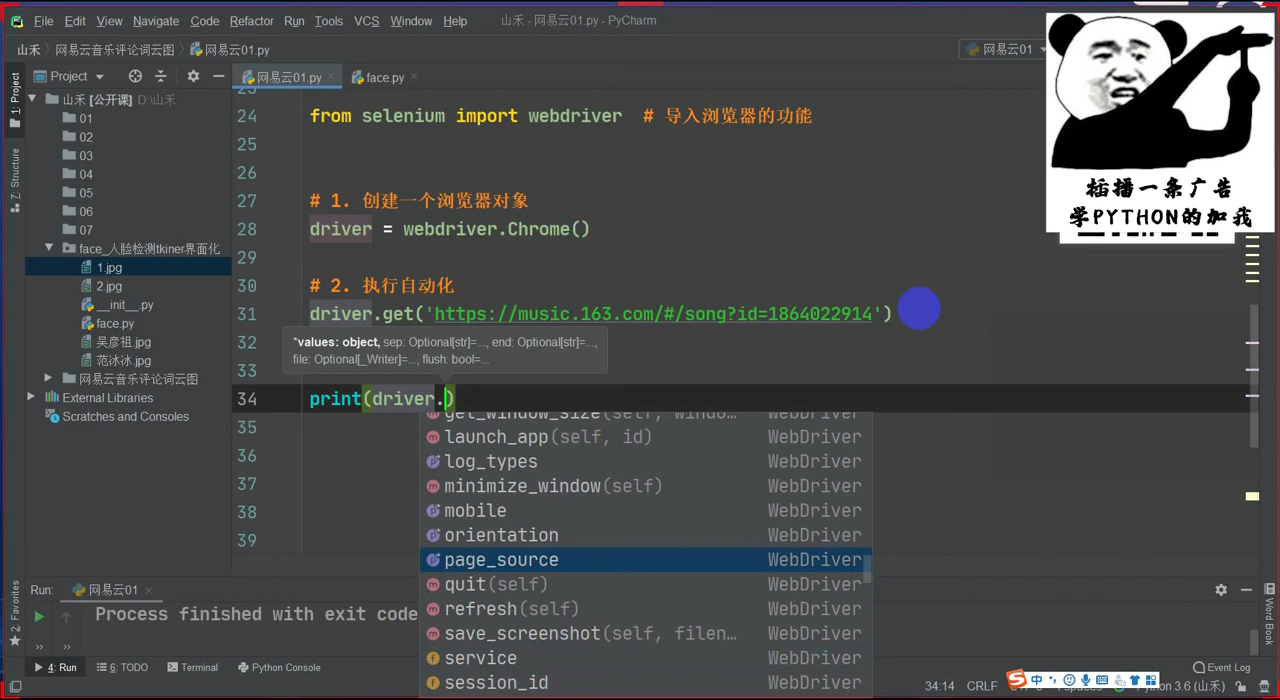 File Edit View Navigate Code Refactor Run Tools VCS Window Help 山禾 - 网易云01.py - PyCharm
山禾 网易云音乐评论词云图 网易云01.py 网易云01
Project 网易云01.py face.py
1: Project
山禾 [公开课] D:\山禾
01
02
03
04
05
06
07
face_人脸检测tkiner界面化
1.jpg
2.jpg
__init__.py
face.py
吴彦祖.jpg
范冰冰.jpg
网易云音乐评论词云图
External Libraries
Scratches and Consoles
Z: Structure
2: Favorites
23
24 from selenium import webdriver # 导入浏览器的功能
25
26
27 # 1. 创建一个浏览器对象
28 driver = webdriver.Chrome()
29
30 # 2. 执行自动化
31 driver.get('https://music.163.com/#/song?id=1864022914')
32
33
*values: object, sep: Optional[str]=..., end: Optional[str]=...,
file: Optional[_Writer]=..., flush: bool=...
34 print(driver.)
35
36
37
38
39
get_window_size(self, windo… WebDriver
launch_app(self, id) WebDriver
log_types WebDriver
minimize_window(self) WebDriver
mobile WebDriver
orientation WebDriver
page_source WebDriver
quit(self) WebDriver
refresh(self) WebDriver
save_screenshot(self, filen… WebDriver
service WebDriver
session_id WebDriver
插播一条广告
学PYTHON的加我
Run: 网易云01
Process finished with exit code
Word Book
4: Run 6: TODO Terminal Python Console Event Log
34:14 CRLF Python 3.6 (山禾)
中